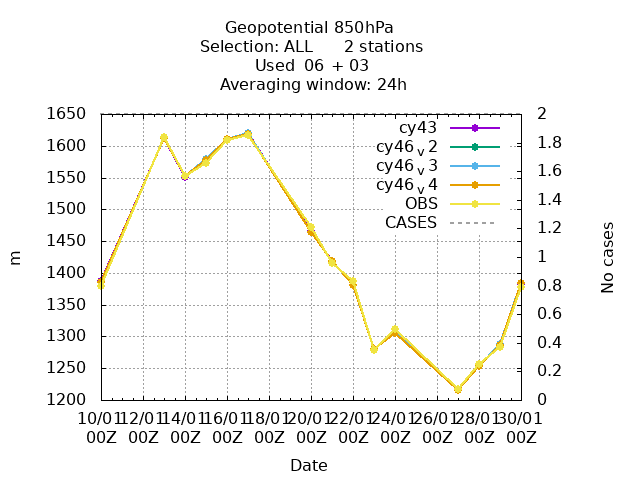 Geopotential 850hPa
Selection: ALL 2 stations
Used 06 + 03
Averaging window: 24h
1650 2
1600 1.8
1550 1.6
1500 1.4
1450 1.2
1400 1
1350 0.8
1300 0.6
1250 0.4
1200 0.2
0
cy43
cy46v2
cy46v3
cy46v4
OBS
CASES
m
No cases
10/01 12/01 14/01 16/01 18/01 20/01 22/01 24/01 26/01 28/01 30/01
00Z 00Z 00Z 00Z 00Z 00Z 00Z 00Z 00Z 00Z 00Z
Date